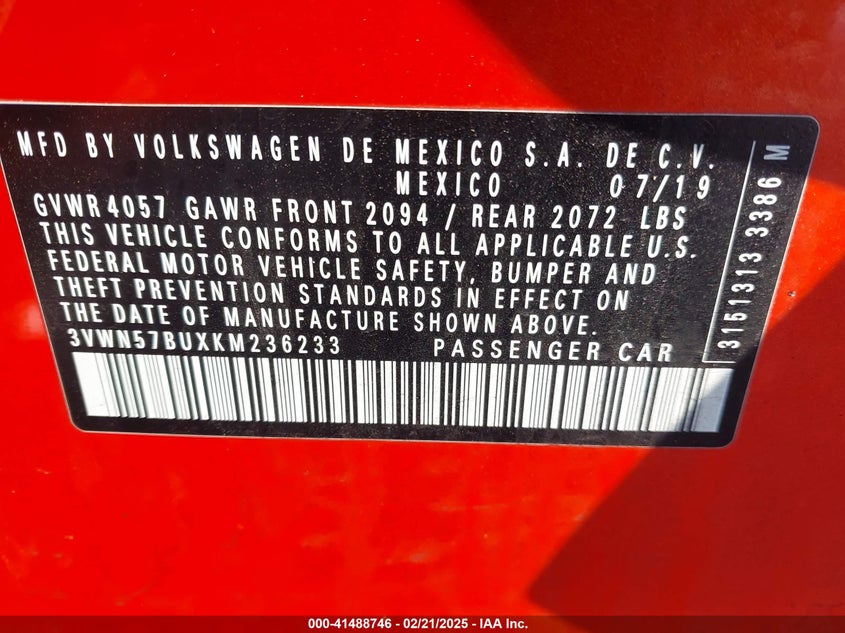 MFD BY VOLKSWAGEN DE MEXICO S.A. DE C.V.
MEXICO 07/19
GVWR4057 GAWR FRONT 2094 / REAR 2072 LBS
THIS VEHICLE CONFORMS TO ALL APPLICABLE U.S.
FEDERAL MOTOR VEHICLE SAFETY, BUMPER AND
THEFT PREVENTION STANDARDS IN EFFECT ON
THE DATE OF MANUFACTURE SHOWN ABOVE.
3VWN57BUXKM236233 PASSENGER CAR
3151313 3386 M
000-41488746 - 02/21/2025 - IAA Inc.